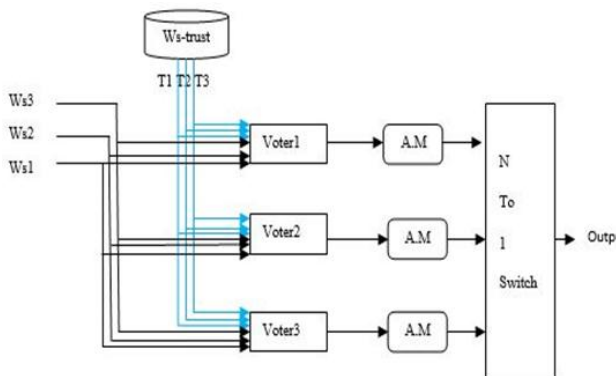 Ws-trust
T1 T2 T3
Ws3
Ws2
Ws1
Voter1
A.M
Voter2
A.M
Voter3
A.M
N
To
1
Switch
Outp